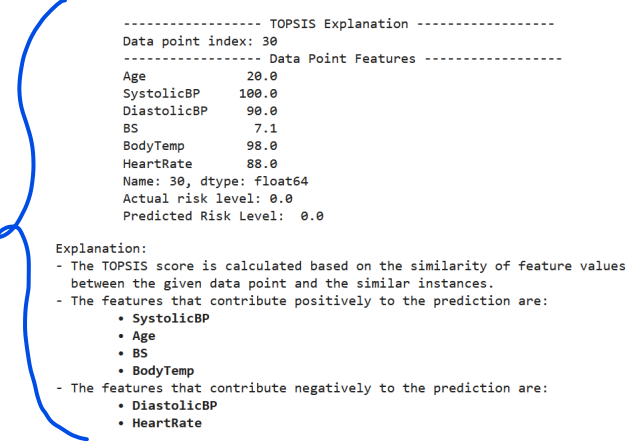 ------------------ TOPSIS Explanation ------------------
Data point index: 30
------------------ Data Point Features ------------------
Age 20.0
SystolicBP 100.0
DiastolicBP 90.0
BS 7.1
BodyTemp 98.0
HeartRate 88.0
Name: 30, dtype: float64
Actual risk level: 0.0
Predicted Risk Level: 0.0
Explanation:
- The TOPSIS score is calculated based on the similarity of feature values
between the given data point and the similar instances.
- The features that contribute positively to the prediction are:
• SystolicBP
• Age
• BS
• BodyTemp
- The features that contribute negatively to the prediction are:
• DiastolicBP
• HeartRate